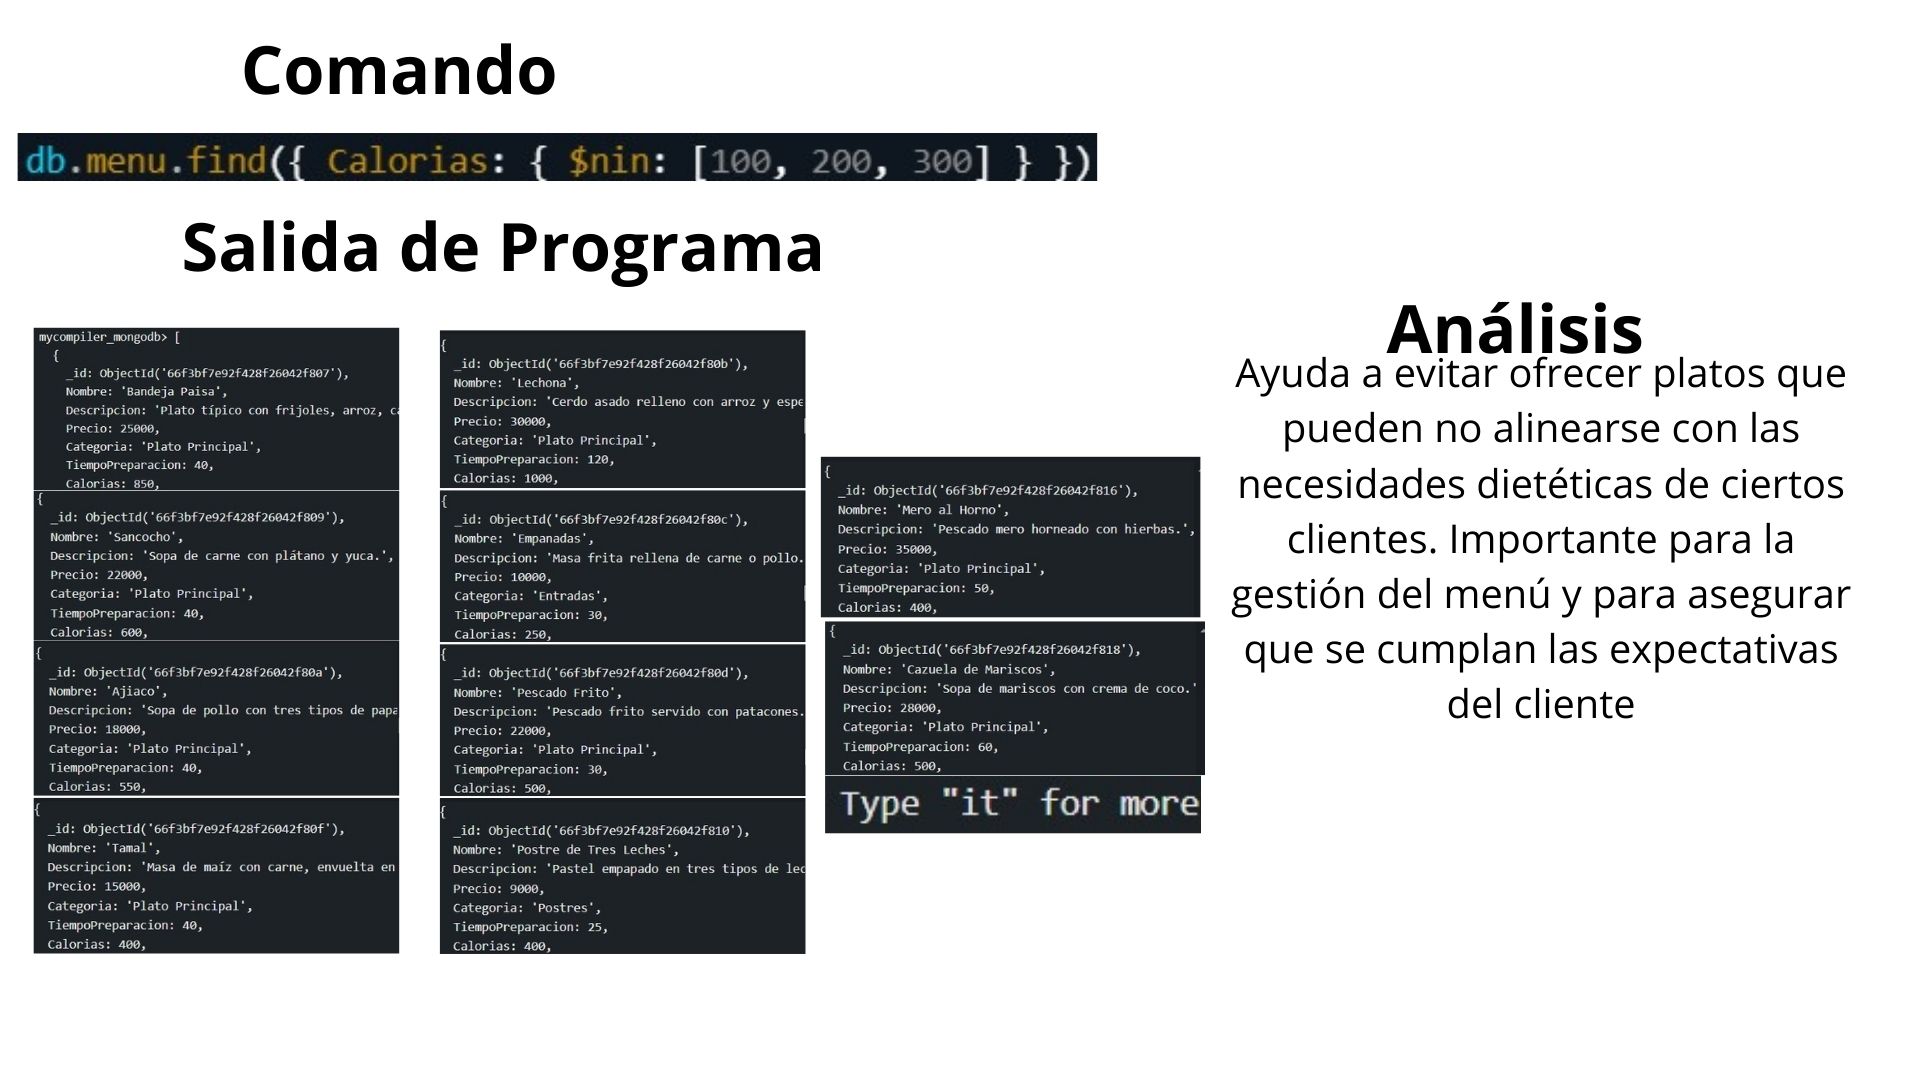 Comando
db.menu.find({ Calorias: { $nin: [100, 200, 300] } })
Salida de Programa
mycompiler_mongodb> [
{
_id: ObjectId('66f3bf7e92f428f26042f807'),
Nombre: 'Bandeja Paisa',
Descripcion: 'Plato típico con frijoles, arroz, ca
Precio: 25000,
Categoria: 'Plato Principal',
TiempoPreparacion: 40,
Calorias: 850,
{
_id: ObjectId('66f3bf7e92f428f26042f809'),
Nombre: 'Sancocho',
Descripcion: 'Sopa de carne con plátano y yuca.',
Precio: 22000,
Categoria: 'Plato Principal',
TiempoPreparacion: 40,
Calorias: 600,
{
_id: ObjectId('66f3bf7e92f428f26042f80a'),
Nombre: 'Ajiaco',
Descripcion: 'Sopa de pollo con tres tipos de papa
Precio: 18000,
Categoria: 'Plato Principal',
TiempoPreparacion: 40,
Calorias: 550,
{
_id: ObjectId('66f3bf7e92f428f26042f80f'),
Nombre: 'Tamal',
Descripcion: 'Masa de maíz con carne, envuelta en
Precio: 15000,
Categoria: 'Plato Principal',
TiempoPreparacion: 40,
Calorias: 400,
{
_id: ObjectId('66f3bf7e92f428f26042f80b'),
Nombre: 'Lechona',
Descripcion: 'Cerdo asado relleno con arroz y espe
Precio: 30000,
Categoria: 'Plato Principal',
TiempoPreparacion: 120,
Calorias: 1000,
{
_id: ObjectId('66f3bf7e92f428f26042f80c'),
Nombre: 'Empanadas',
Descripcion: 'Masa frita rellena de carne o pollo.
Precio: 10000,
Categoria: 'Entradas',
TiempoPreparacion: 30,
Calorias: 250,
{
_id: ObjectId('66f3bf7e92f428f26042f80d'),
Nombre: 'Pescado Frito',
Descripcion: 'Pescado frito servido con patacones.
Precio: 22000,
Categoria: 'Plato Principal',
TiempoPreparacion: 30,
Calorias: 500,
{
_id: ObjectId('66f3bf7e92f428f26042f810'),
Nombre: 'Postre de Tres Leches',
Descripcion: 'Pastel empapado en tres tipos de lec
Precio: 9000,
Categoria: 'Postres',
TiempoPreparacion: 25,
Calorias: 400,
{
_id: ObjectId('66f3bf7e92f428f26042f816'),
Nombre: 'Mero al Horno',
Descripcion: 'Pescado mero horneado con hierbas.',
Precio: 35000,
Categoria: 'Plato Principal',
TiempoPreparacion: 50,
Calorias: 400,
{
_id: ObjectId('66f3bf7e92f428f26042f818'),
Nombre: 'Cazuela de Mariscos',
Descripcion: 'Sopa de mariscos con crema de coco.'
Precio: 28000,
Categoria: 'Plato Principal',
TiempoPreparacion: 60,
Calorias: 500,
Type "it" for more
Análisis
Ayuda a evitar ofrecer platos que
pueden no alinearse con las
necesidades dietéticas de ciertos
clientes. Importante para la
gestión del menú y para asegurar
que se cumplan las expectativas
del cliente